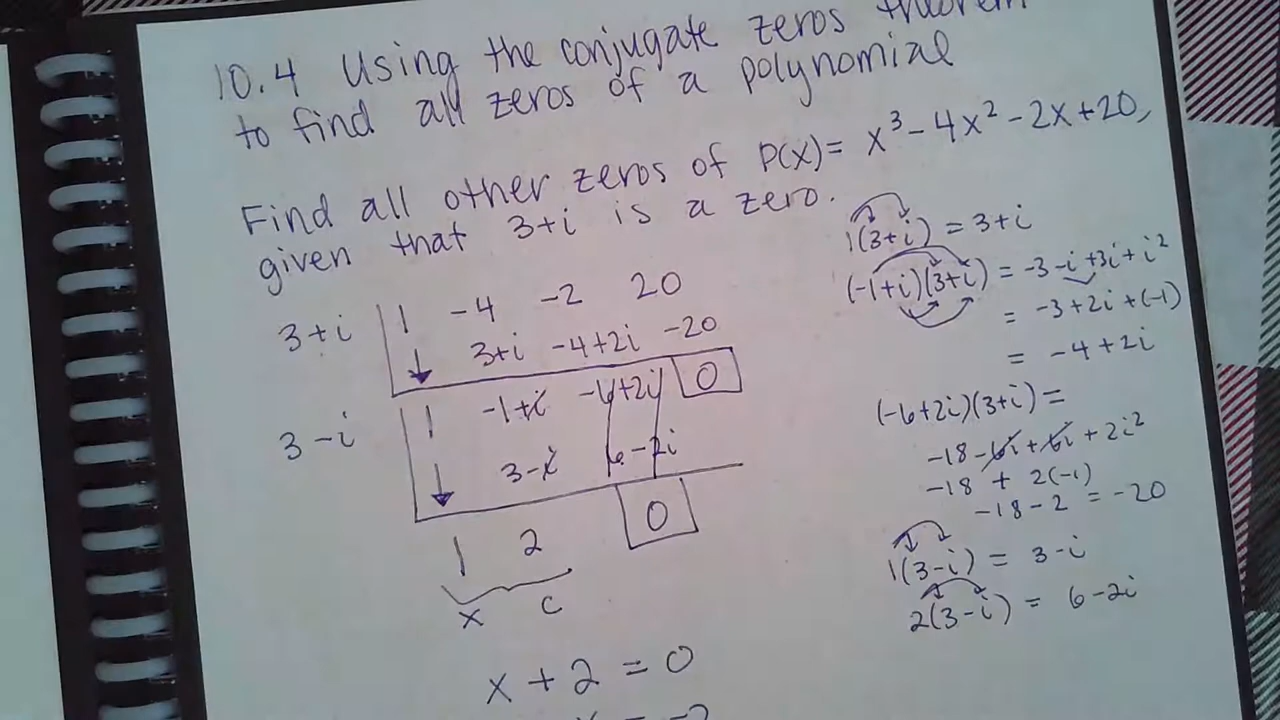 10.4 Using the conjugate zeros theorem
to find all zeros of a polynomial
Find all other zeros of P(x) = x³ - 4x² - 2x + 20,
given that 3+i is a zero.
3+i | 1 -4 -2 20
3+i -4+2i -20
1 -1+i -6+2i 0
3-i
3-i 6-2i
1 2 0
x c
x + 2 = 0
x = -2
1(3+i) = 3+i
(-1+i)(3+i) = -3-i+3i+i²
= -3+2i+(-1)
= -4+2i
(-6+2i)(3+i) =
-18-6i+6i+2i²
-18 + 2(-1)
-18-2 = -20
1(3-i) = 3-i
2(3-i) = 6-2i